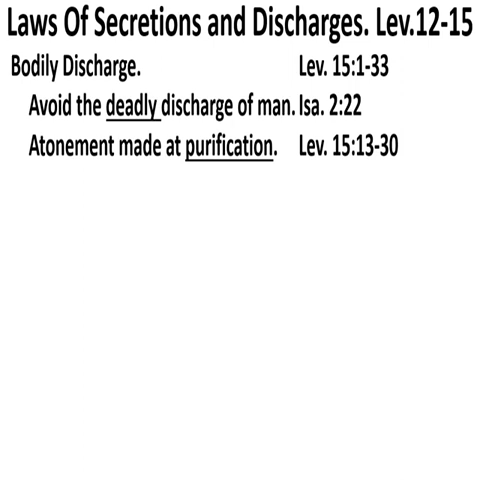 Laws Of Secretions and Discharges. Lev.12-15
Bodily Discharge. Lev. 15:1-33
Avoid the deadly discharge of man. Isa. 2:22
Atonement made at purification. Lev. 15:13-30